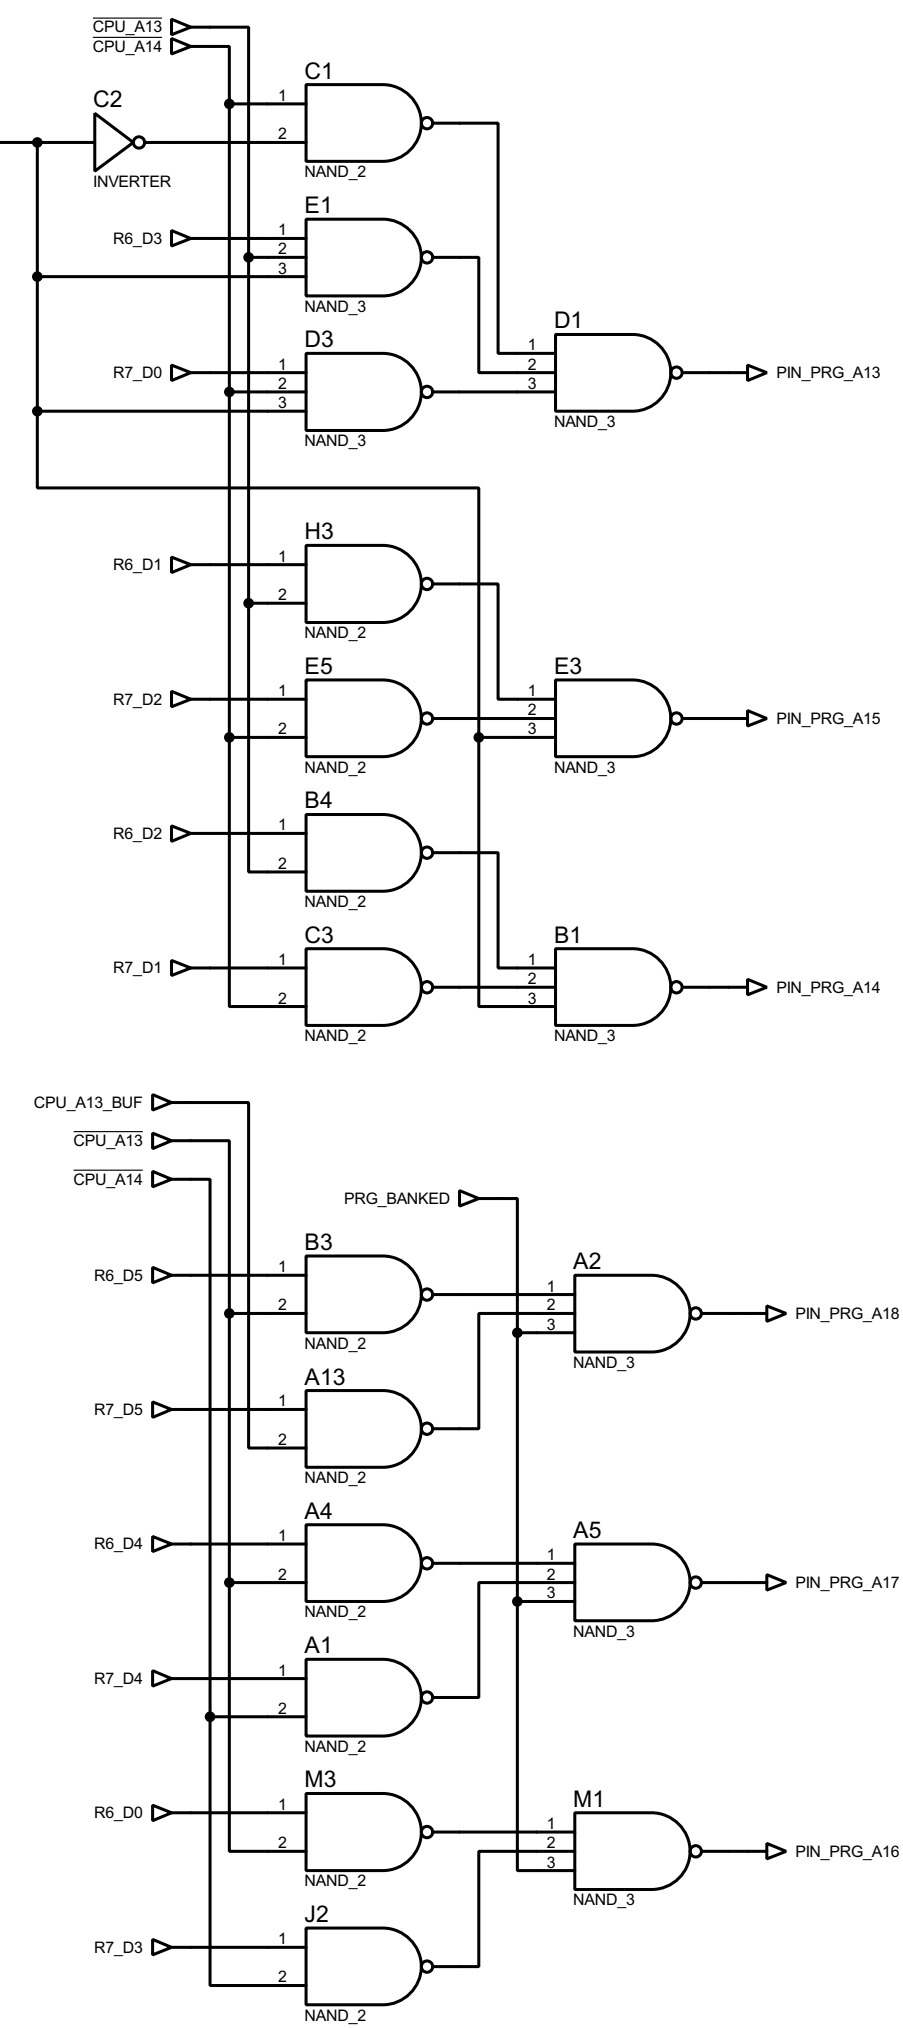 CPU_A13
CPU_A14
C1
C2
1
2
NAND_2
INVERTER
E1
R6_D3
1
2
3
NAND_3
D3
D1
R7_D0
1
2
3
1
2
3
PIN_PRG_A13
NAND_3
NAND_3
H3
R6_D1
1
2
NAND_2
E5
E3
R7_D2
1
2
1
2
3
PIN_PRG_A15
NAND_2
NAND_3
B4
R6_D2
1
2
NAND_2
C3
B1
R7_D1
1
2
1
2
3
PIN_PRG_A14
NAND_2
NAND_3
CPU_A13_BUF
CPU_A13
CPU_A14
PRG_BANKED
B3
A2
R6_D5
1
2
1
2
3
PIN_PRG_A18
NAND_2
NAND_3
A13
R7_D5
1
2
NAND_2
A4
A5
R6_D4
1
2
1
2
3
PIN_PRG_A17
NAND_2
NAND_3
A1
R7_D4
1
2
NAND_2
M3
M1
R6_D0
1
2
1
2
3
PIN_PRG_A16
NAND_2
NAND_3
J2
R7_D3
1
2
NAND_2